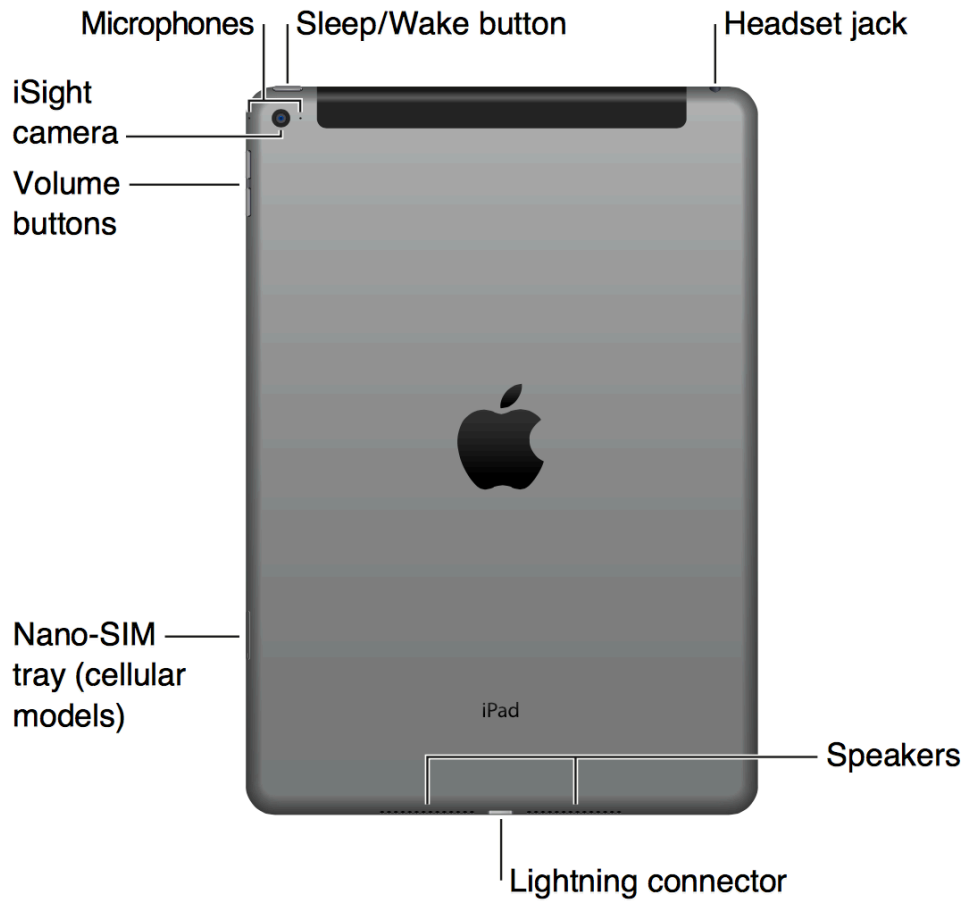 Microphones
Sleep/Wake button
Headset jack
iSight
camera
Volume
buttons
Nano-SIM
tray (cellular
models)
iPad
Speakers
Lightning connector